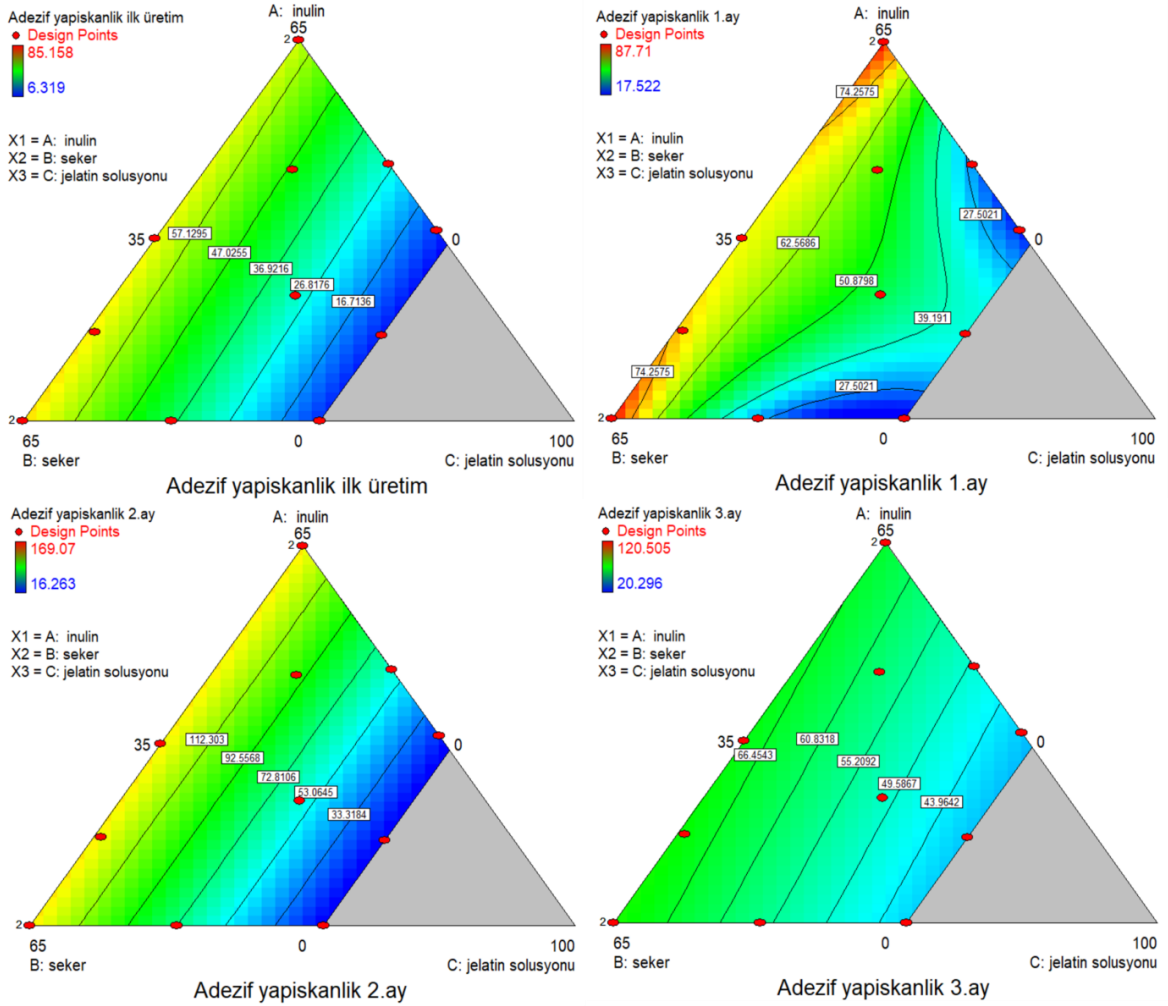 Adezif yapiskanlik ilk üretim
Design Points
85.158
6.319
X1 = A: inulin
X2 = B: seker
X3 = C: jelatin solusyonu
A: inulin
65
2
35
0
57.1295
47.0255
36.9216
26.8176
16.7136
2
65
0
100
B: seker
C: jelatin solusyonu
Adezif yapiskanlik ilk üretim
Adezif yapiskanlik 1.ay
Design Points
87.71
17.522
X1 = A: inulin
X2 = B: seker
X3 = C: jelatin solusyonu
A: inulin
65
2
74.2575
27.5021
35
0
62.5686
50.8798
39.191
74.2575
27.5021
2
65
0
100
B: seker
C: jelatin solusyonu
Adezif yapiskanlik 1.ay
Adezif yapiskanlik 2.ay
Design Points
169.07
16.263
X1 = A: inulin
X2 = B: seker
X3 = C: jelatin solusyonu
A: inulin
65
2
35
0
112.303
92.5568
72.8106
53.0645
33.3184
2
65
0
100
B: seker
C: jelatin solusyonu
Adezif yapiskanlik 2.ay
Adezif yapiskanlik 3.ay
Design Points
120.505
20.296
X1 = A: inulin
X2 = B: seker
X3 = C: jelatin solusyonu
A: inulin
65
2
35
0
66.4543
60.8318
55.2092
49.5867
43.9642
2
65
0
100
B: seker
C: jelatin solusyonu
Adezif yapiskanlik 3.ay